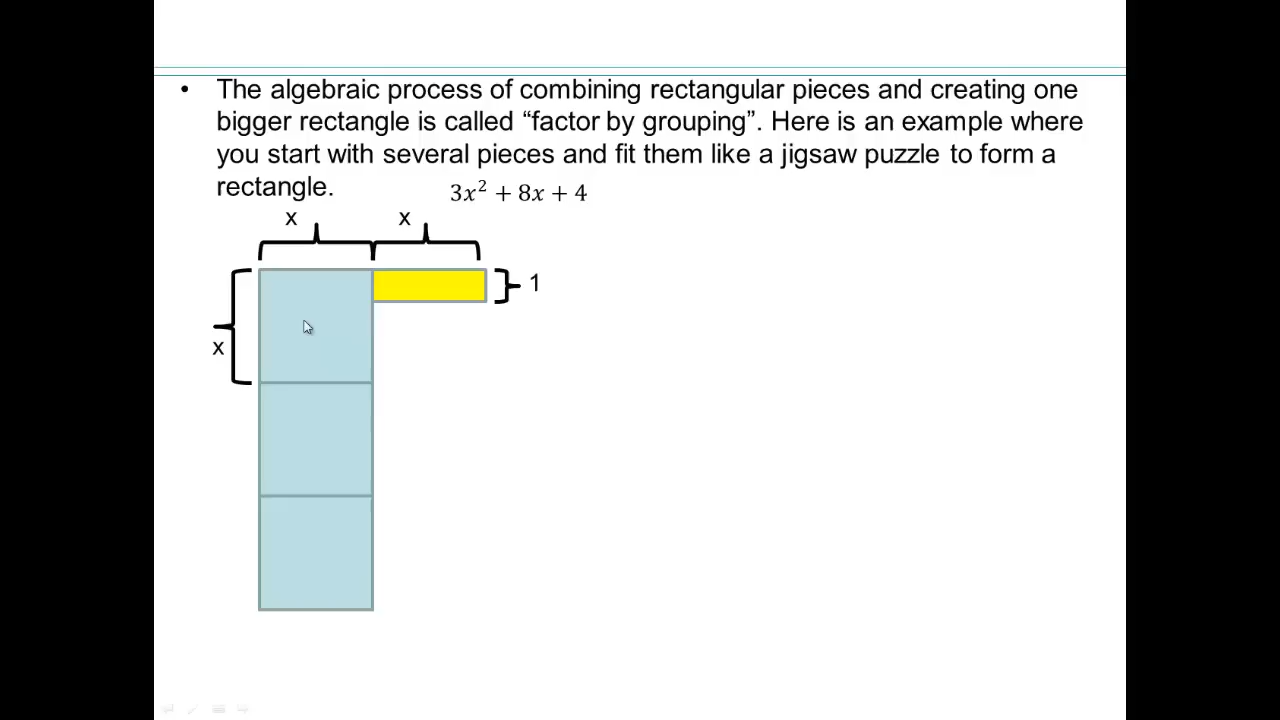 • The algebraic process of combining rectangular pieces and creating one
bigger rectangle is called “factor by grouping”. Here is an example where
you start with several pieces and fit them like a jigsaw puzzle to form a
rectangle. 3x² + 8x + 4
x x
1
x